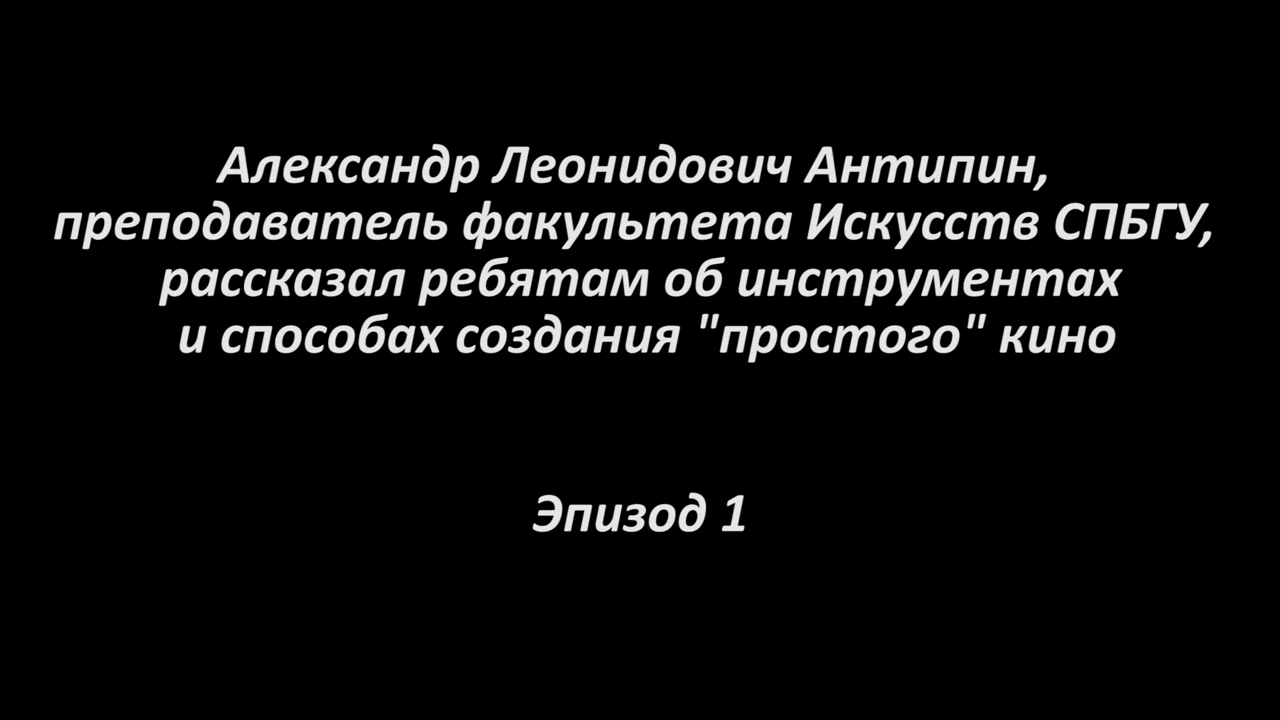 Александр Леонидович Антипин,
преподаватель факультета Искусств СПБГУ,
рассказал ребятам об инструментах
и способах создания "простого" кино
Эпизод 1